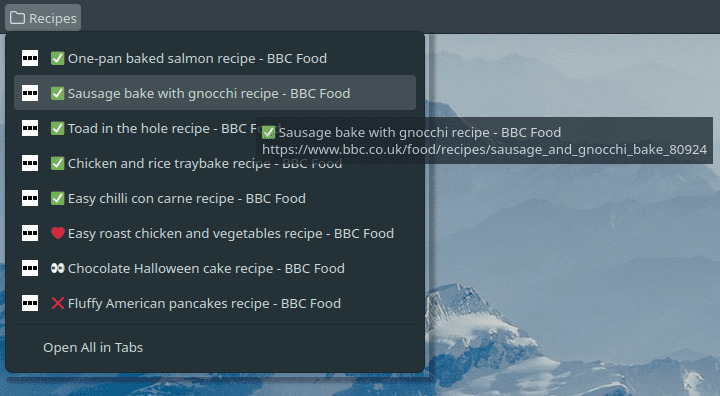 Recipes
✅ One-pan baked salmon recipe - BBC Food
✅ Sausage bake with gnocchi recipe - BBC Food
✅ Toad in the hole recipe - BBC F
✅ Sausage bake with gnocchi recipe - BBC Food
https://www.bbc.co.uk/food/recipes/sausage_and_gnocchi_bake_80924
✅ Chicken and rice traybake recipe - BBC Food
✅ Easy chilli con carne recipe - BBC Food
❤️ Easy roast chicken and vegetables recipe - BBC Food
👀 Chocolate Halloween cake recipe - BBC Food
❌ Fluffy American pancakes recipe - BBC Food
Open All in Tabs